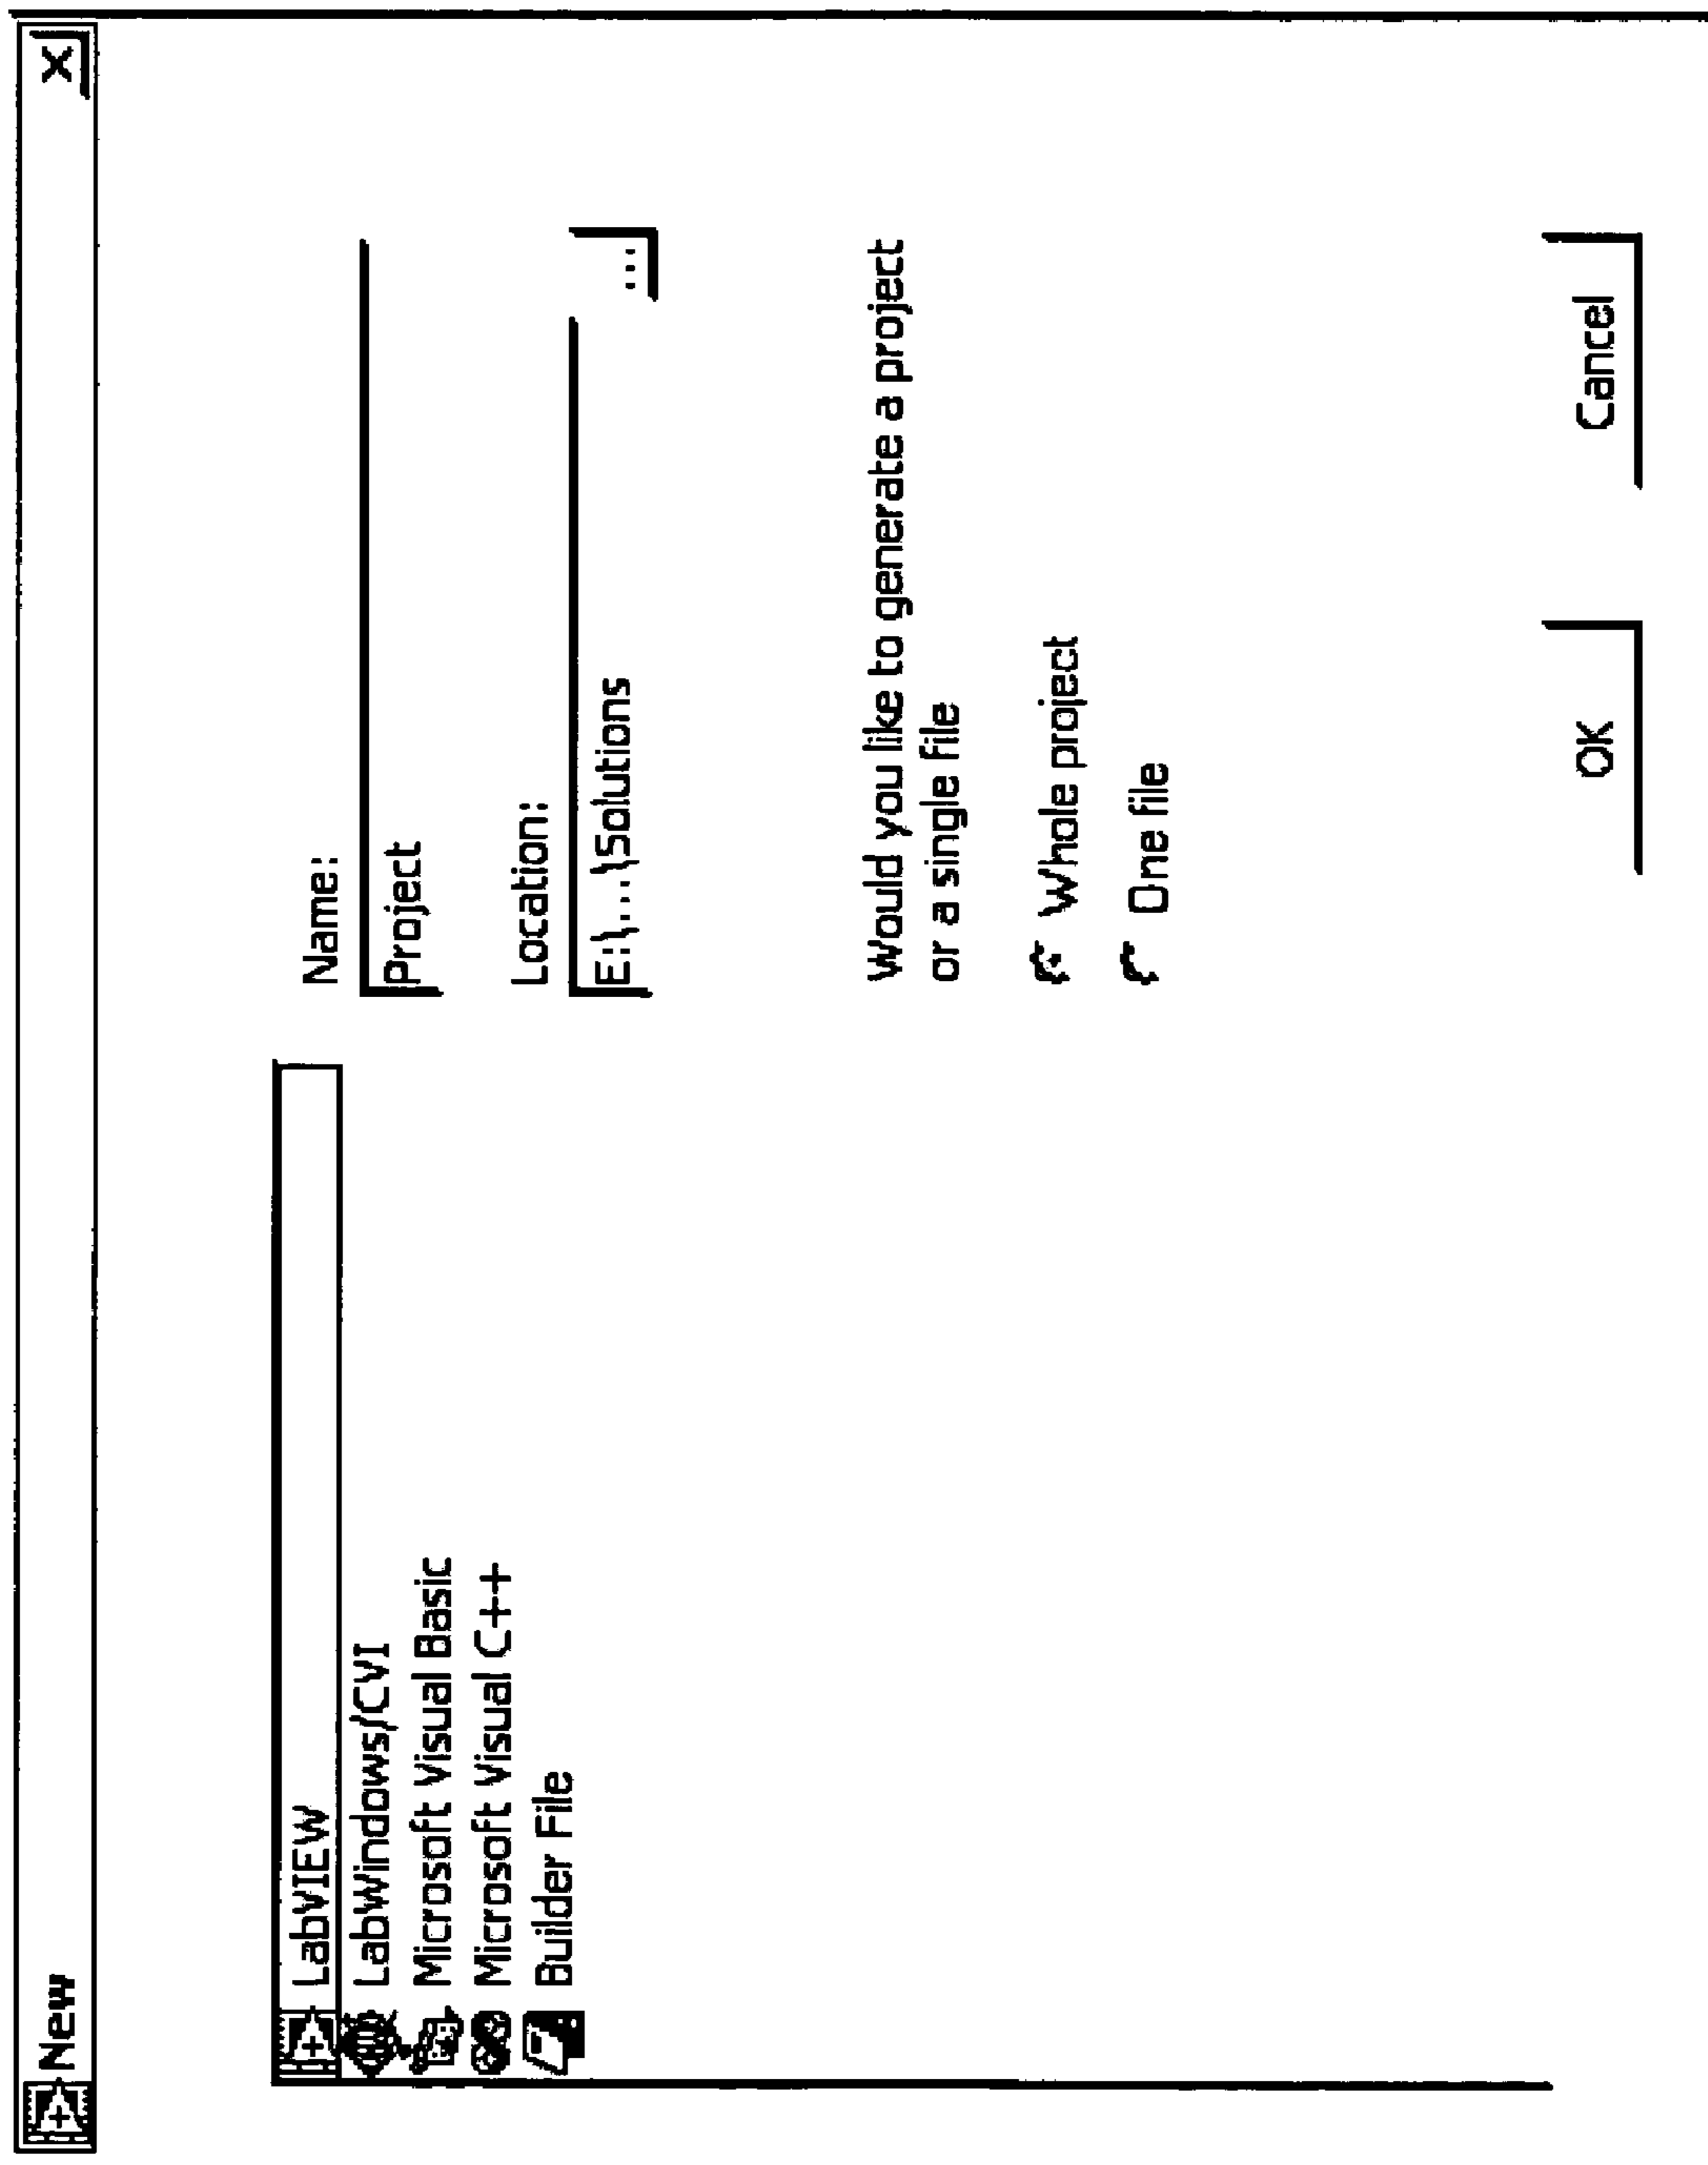 New
X
LabVIEW
LabWindows/CVI
Microsoft Visual Basic
Microsoft Visual C++
Builder File
Name:
Project
Location:
E:\...\Solutions
...
Would you like to generate a project
or a single file
Whole project
One file
OK
Cancel